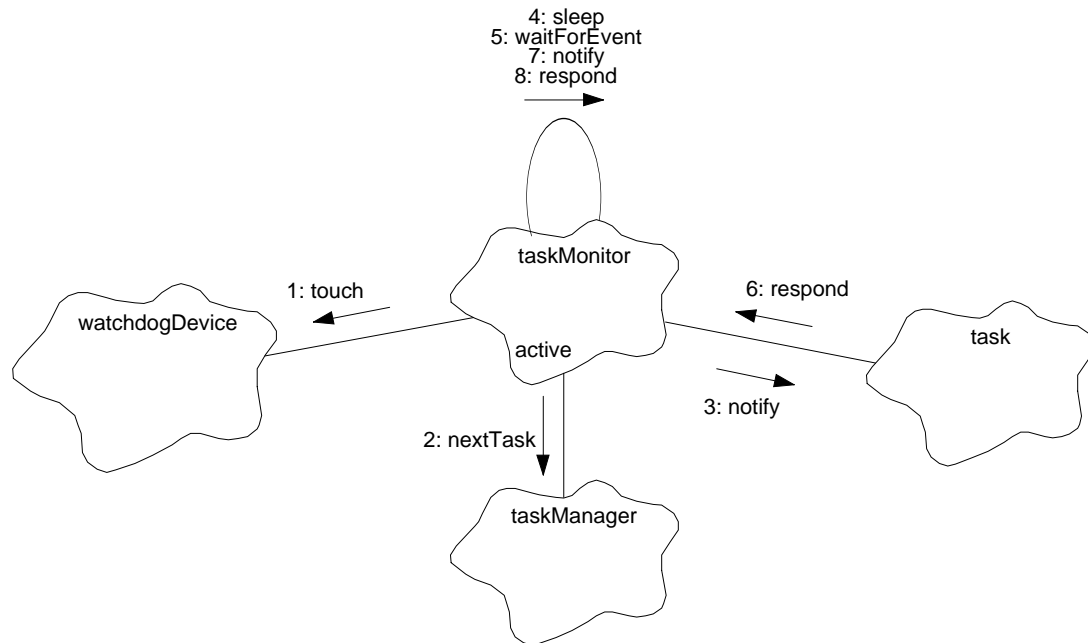 4: sleep
5: waitForEvent
7: notify
8: respond
taskMonitor
1: touch
6: respond
watchdogDevice
task
active
3: notify
2: nextTask
taskManager